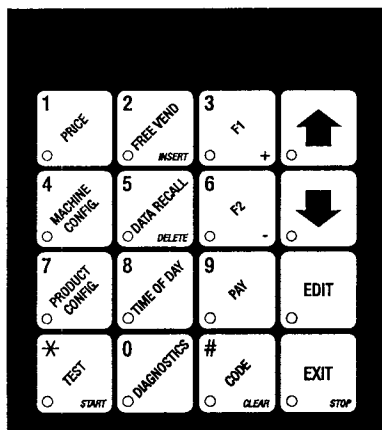 1 PRICE
2 FREE VEND INSERT
3 F1 +
4 MACHINE CONFIG.
5 DATA RECALL DELETE
6 F2 -
7 PRODUCT CONFIG.
8 TIME OF DAY
9 PAY
EDIT
* TEST START
0 DIAGNOSTICS
# CODE CLEAR
EXIT STOP